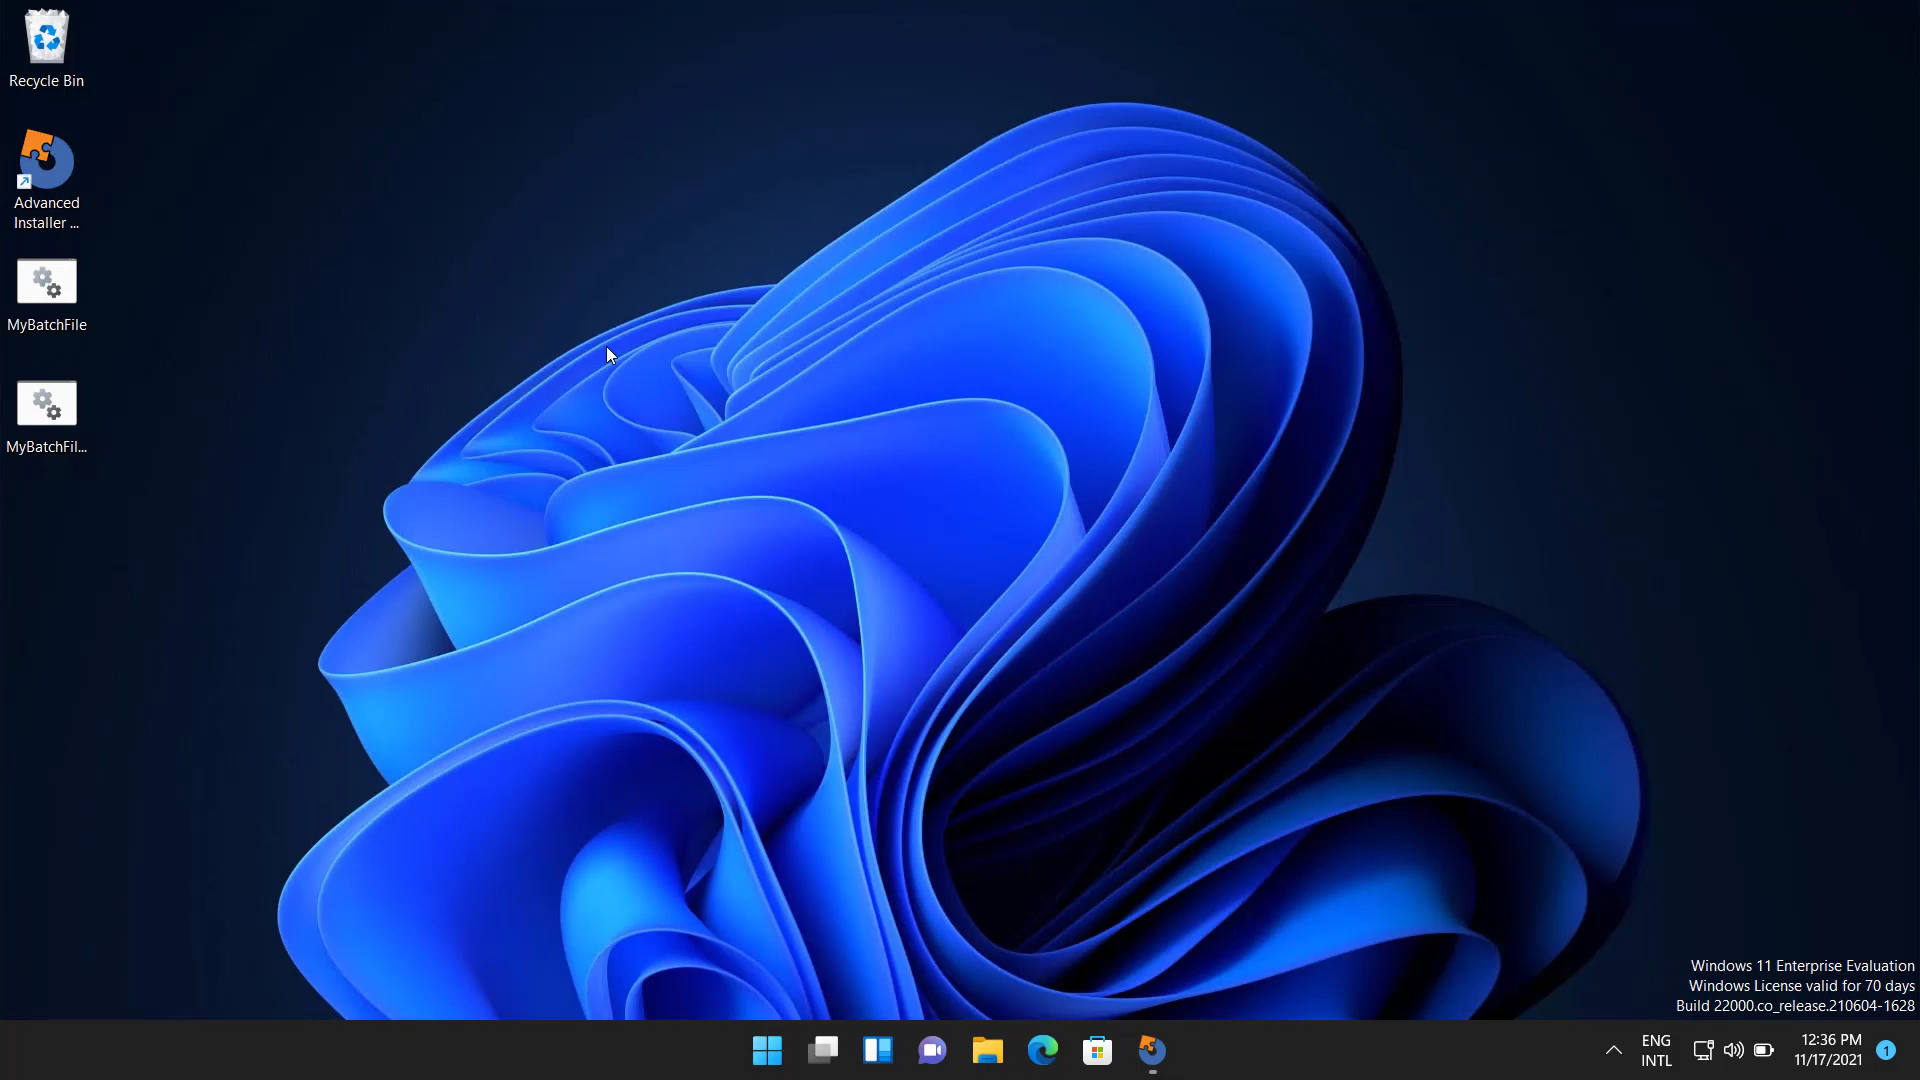 Recycle Bin
Advanced
Installer ...
MyBatchFile
MyBatchFil...
Windows 11 Enterprise Evaluation
Windows License valid for 70 days
Build 22000.co_release.210604-1628
ENG
INTL
12:36 PM
11/17/2021
1